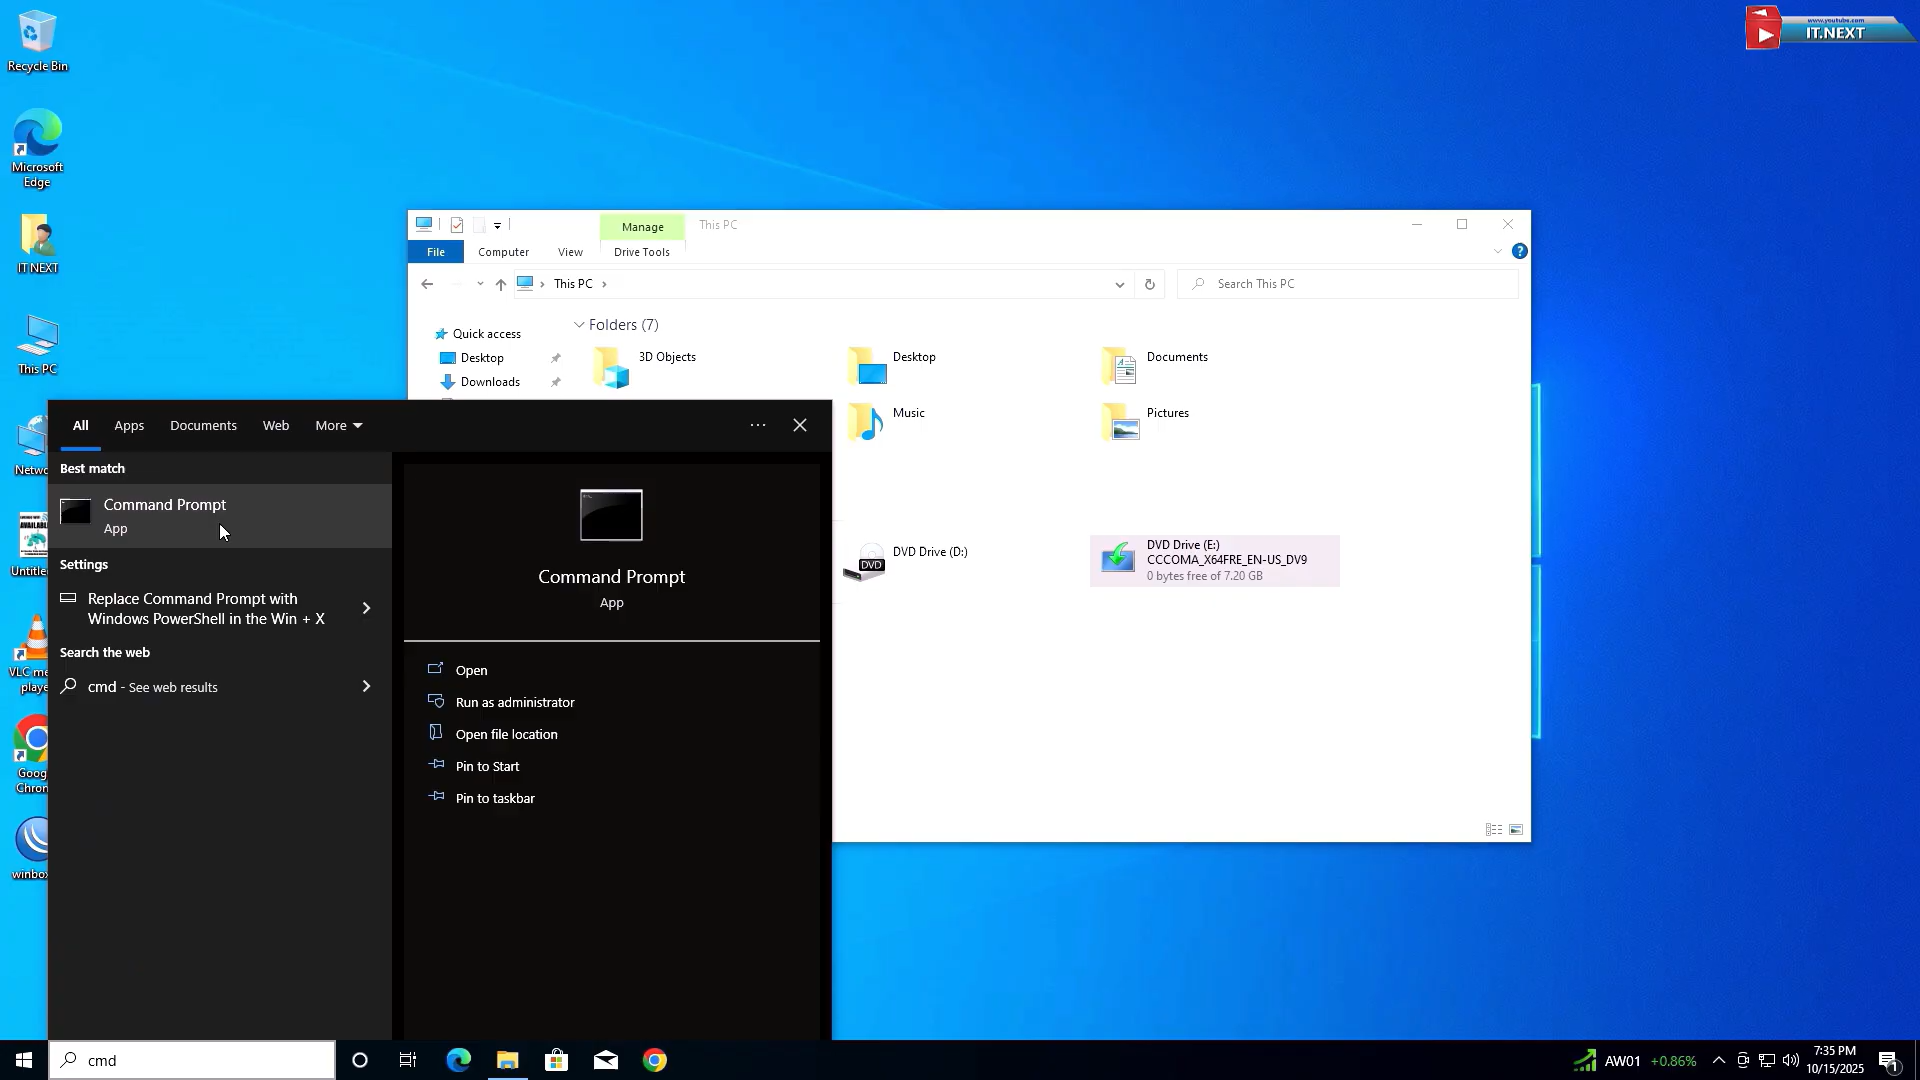 Recycle Bin
www.youtube.com
IT.NEXT
Microsoft
Edge
IT NEXT
This PC
Manage
This PC
File
Computer
View
Drive Tools
This PC
Search This PC
Quick access
Desktop
Downloads
Folders (7)
3D Objects
Desktop
Documents
Music
Pictures
DVD Drive (D:)
DVD
DVD Drive (E:)
CCCOMA_X64FRE_EN-US_DV9
0 bytes free of 7.20 GB
All
Apps
Documents
Web
More
Best match
Command Prompt
App
Settings
Replace Command Prompt with
Windows PowerShell in the Win + X
Search the web
cmd - See web results
Command Prompt
App
Open
Run as administrator
Open file location
Pin to Start
Pin to taskbar
Netwo
AVAILABL
Untitle
VLC me
playe
Goog
Chron
winbox
cmd
AW01 +0.86%
7:35 PM
10/15/2025
1